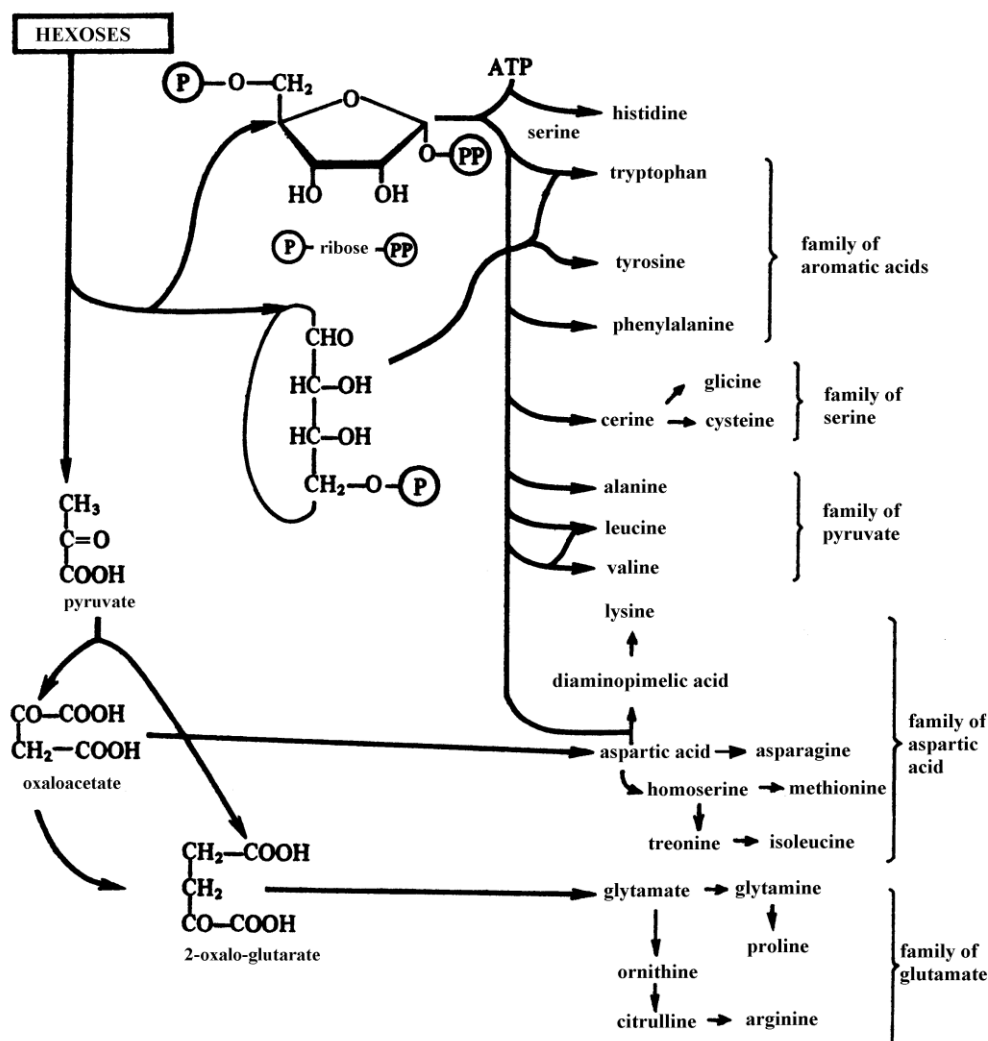 HEXOSES
P—O—CH₂
O
HO
OH
O—PP
P—ribose—PP
ATP
histidine
serine
tryptophan
tyrosine
phenylalanine
family of
aromatic acids
CHO
HC—OH
HC—OH
CH₂—O—P
glicine
cerine
cysteine
family of
serine
alanine
leucine
valine
family of
pyruvate
CH₃
C=O
COOH
pyruvate
lysine
diaminopimelic acid
CO—COOH
CH₂—COOH
oxaloacetate
aspartic acid
asparagine
homoserine
methionine
treonine
isoleucine
family of
aspartic
acid
CH₂—COOH
CH₂
CO—COOH
2-oxalo-glutarate
glytamate
glytamine
proline
ornithine
citrulline
arginine
family of
glutamate